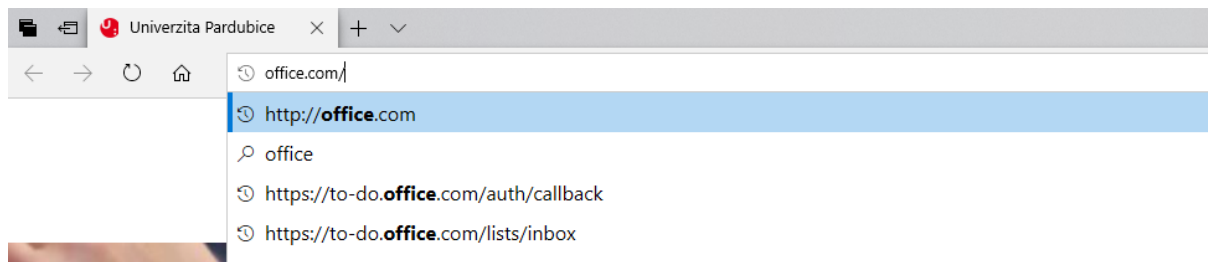 Univerzita Pardubice
office.com/
http://office.com
office
https://to-do.office.com/auth/callback
https://to-do.office.com/lists/inbox